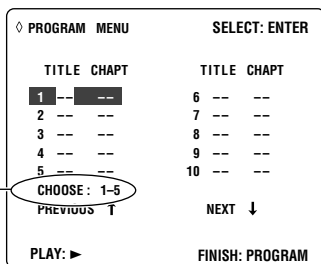 ◊ PROGRAM MENU SELECT: ENTER
TITLE CHAPT TITLE CHAPT
1 –– –– 6 –– ––
2 –– –– 7 –– ––
3 –– –– 8 –– ––
4 –– –– 9 –– ––
5 –– –– 10 –– ––
CHOOSE : 1–5
PREVIOUS ↑ NEXT ↓
PLAY: ► FINISH: PROGRAM